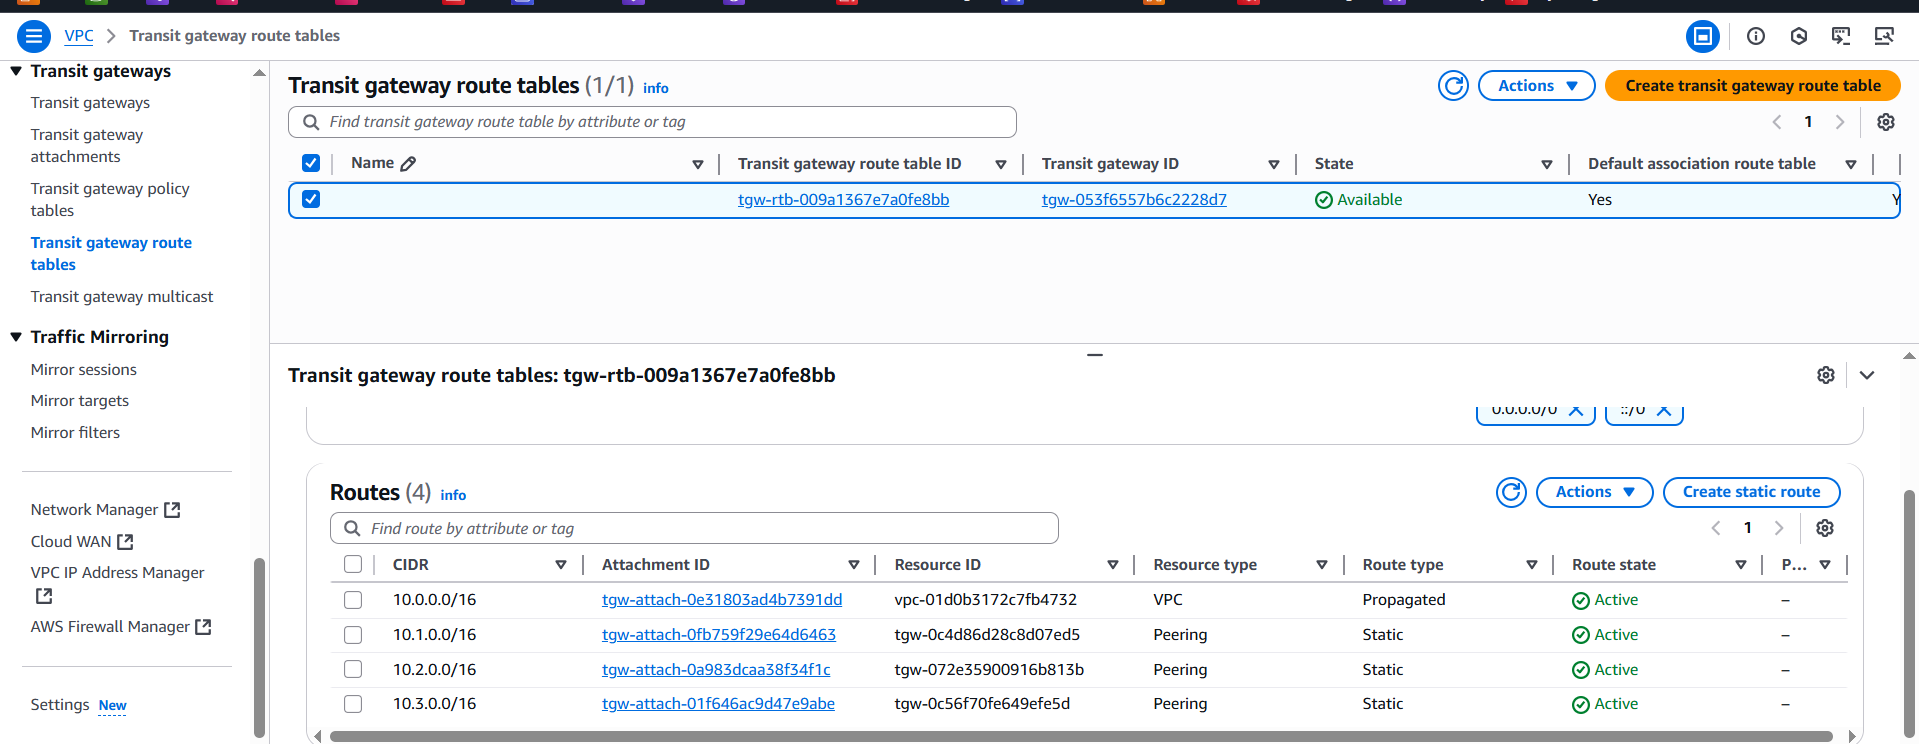 VPC > Transit gateway route tables
Transit gateways
Transit gateways
Transit gateway
attachments
Transit gateway policy
tables
Transit gateway route
tables
Transit gateway multicast
Traffic Mirroring
Mirror sessions
Mirror targets
Mirror filters
Network Manager
Cloud WAN
VPC IP Address Manager
AWS Firewall Manager
Settings New
Transit gateway route tables (1/1) info
Actions
Create transit gateway route table
Find transit gateway route table by attribute or tag
1
Name Transit gateway route table ID Transit gateway ID State Default association route table
tgw-rtb-009a1367e7a0fe8bb tgw-053f6557b6c2228d7 Available Yes Y
Transit gateway route tables: tgw-rtb-009a1367e7a0fe8bb
0.0.0.0/0 ::/0
Routes (4) info
Actions
Create static route
Find route by attribute or tag
1
CIDR Attachment ID Resource ID Resource type Route type Route state P...
10.0.0.0/16 tgw-attach-0e31803ad4b7391dd vpc-01d0b3172c7fb4732 VPC Propagated Active –
10.1.0.0/16 tgw-attach-0fb759f29e64d6463 tgw-0c4d86d28c8d07ed5 Peering Static Active –
10.2.0.0/16 tgw-attach-0a983dcaa38f34f1c tgw-072e35900916b813b Peering Static Active –
10.3.0.0/16 tgw-attach-01f646ac9d47e9abe tgw-0c56f70fe649efe5d Peering Static Active –